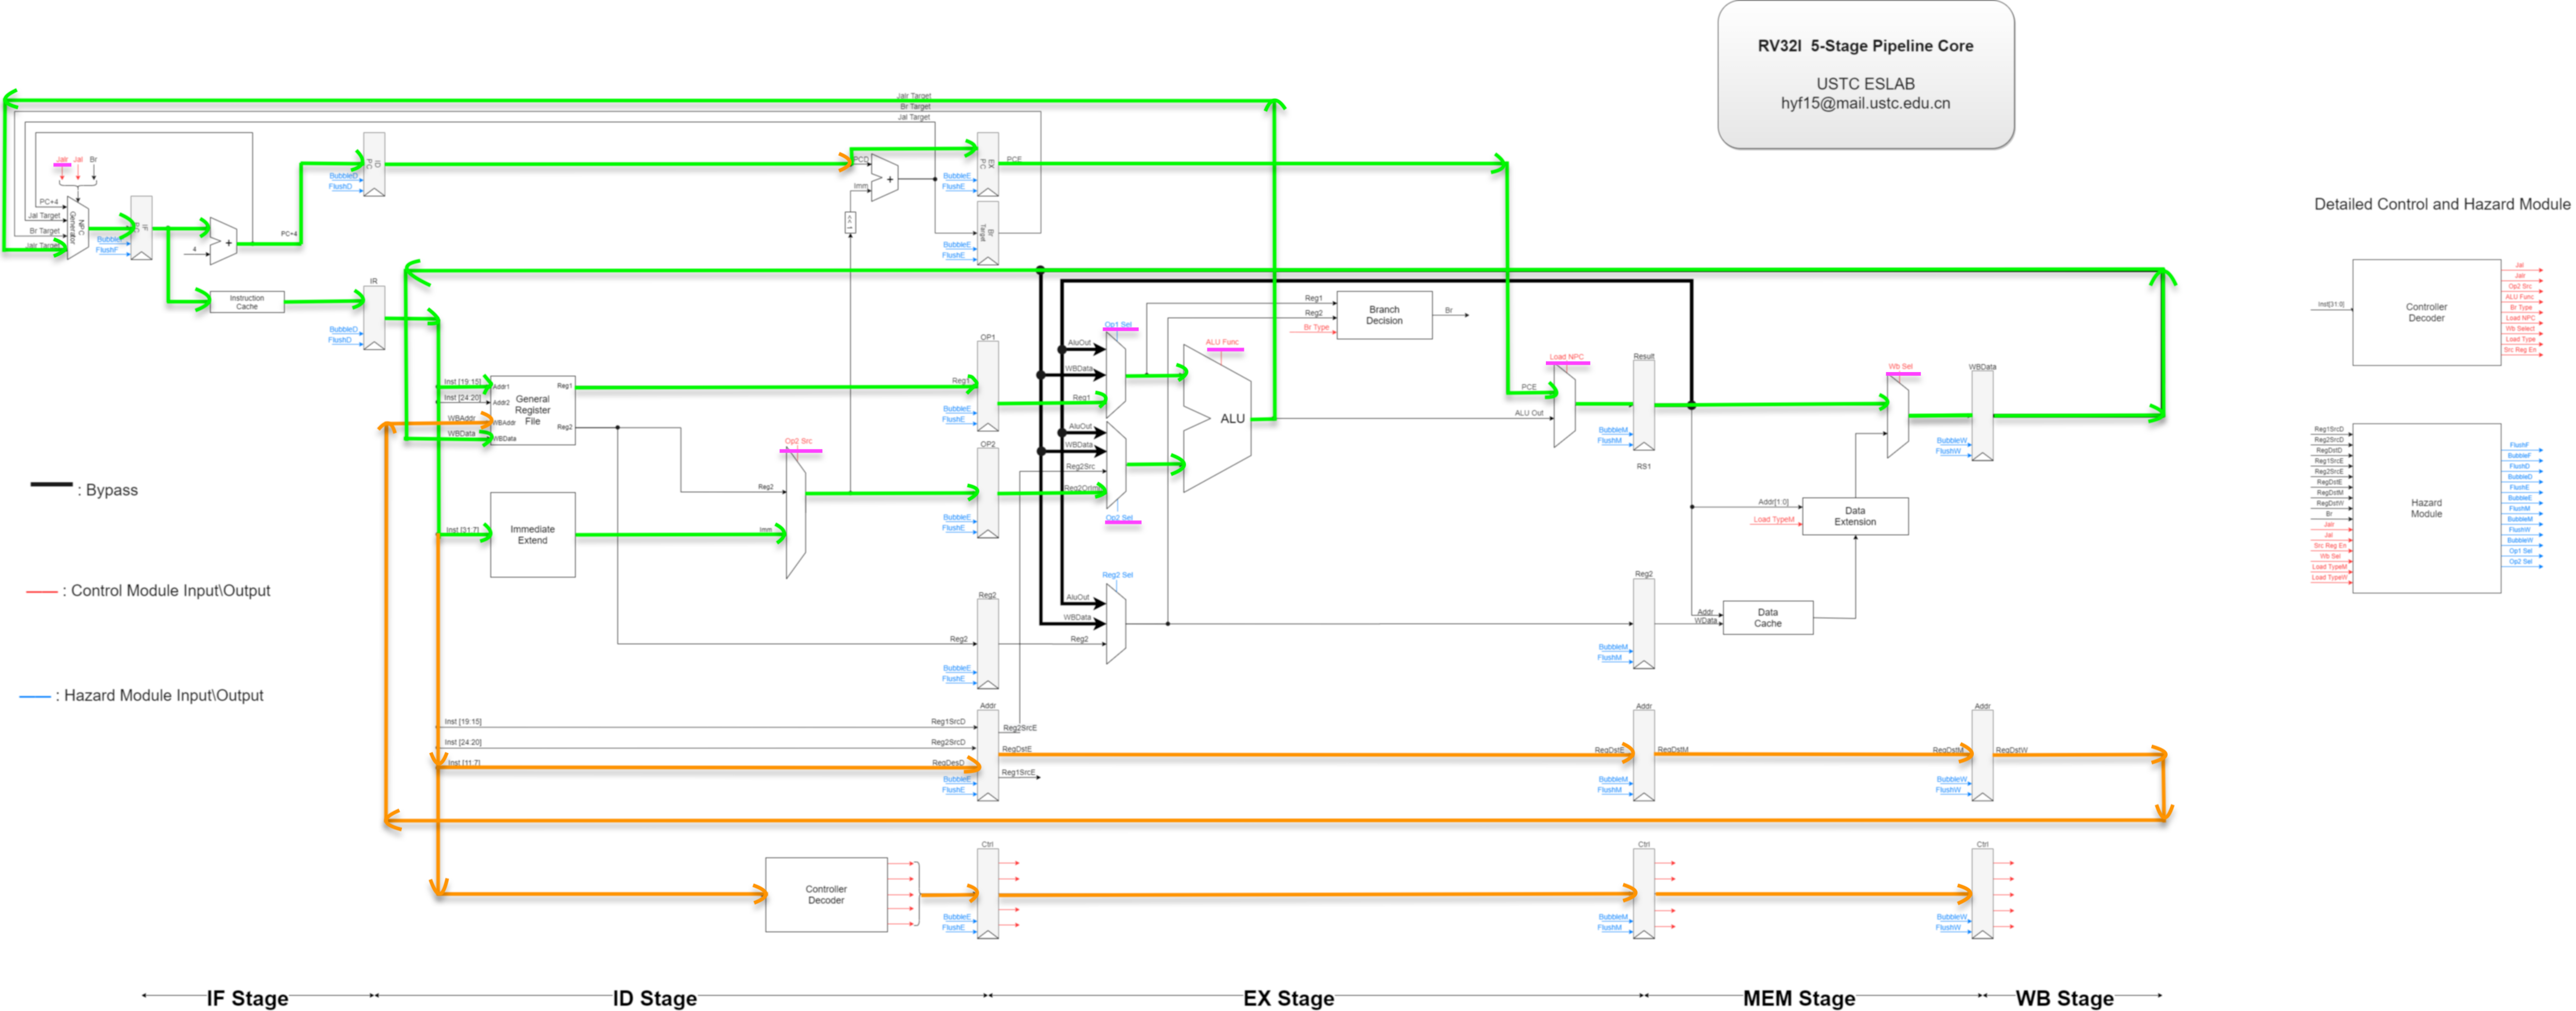 RV32I 5-Stage Pipeline Core
USTC ESLAB
hyf15@mail.ustc.edu.cn
Jalr Target
Br Target
Jal Target
Jalr
Jal
Br
PC+4
Jal Target
Br Target
Jalr Target
NPC
Generator
IF
FlushF
4
+
PC+4
Instruction
Cache
ID
PC
BubbleD
FlushD
IR
BubbleD
FlushD
PCD
Imm
+
<< 1
EX
PC
PCE
BubbleE
FlushE
Br
Target
BubbleE
FlushE
Detailed Control and Hazard Module
Inst [19:15]
Inst [24:20]
WBAddr
WBData
Addr1
Addr2
WBAddr
WBData
Reg1
Reg2
General
Register
File
Inst [31:7]
Immediate
Extend
Imm
Reg2
Op2 Src
OP1
Reg1
BubbleE
FlushE
OP2
BubbleE
FlushE
Reg2
Reg2
BubbleE
FlushE
Op1 Sel
AluOut
WBData
Reg1
AluOut
WBData
Reg2Src
Reg2OrImm
Op2 Sel
Reg2 Sel
AluOut
WBData
Reg2
ALU Func
ALU
Reg1
Reg2
Br Type
Branch
Decision
Br
Load NPC
PCE
ALU Out
Result
BubbleM
FlushM
RS1
Reg2
BubbleM
FlushM
Wb Sel
WBData
BubbleW
FlushW
Addr[1:0]
Load TypeM
Data
Extension
Addr
WData
Data
Cache
: Bypass
: Control Module Input\Output
: Hazard Module Input\Output
Inst [19:15]
Inst [24:20]
Inst [11:7]
Reg1SrcD
Reg2SrcD
RegDesD
BubbleE
FlushE
Addr
Reg2SrcE
RegDstE
Reg1SrcE
RegDstE
BubbleM
FlushM
Addr
RegDstM
RegDstM
BubbleW
FlushW
Addr
RegDstW
Controller
Decoder
Ctrl
BubbleE
FlushE
Ctrl
BubbleM
FlushM
Ctrl
BubbleW
FlushW
Inst[31:0]
Controller
Decoder
Jal
Jalr
Op2 Src
ALU Func
Br Type
Load NPC
Wb Select
Load Type
Src Reg En
Reg1SrcD
Reg2SrcD
RegDstD
Reg1SrcE
Reg2SrcE
RegDstE
RegDstM
RegDstW
Br
Jalr
Jal
Src Reg En
Wb Sel
Load TypeM
Load TypeW
Hazard
Module
FlushF
BubbleF
FlushD
BubbleD
FlushE
BubbleE
FlushM
BubbleM
FlushW
BubbleW
Op1 Sel
Op2 Sel
IF Stage
ID Stage
EX Stage
MEM Stage
WB Stage